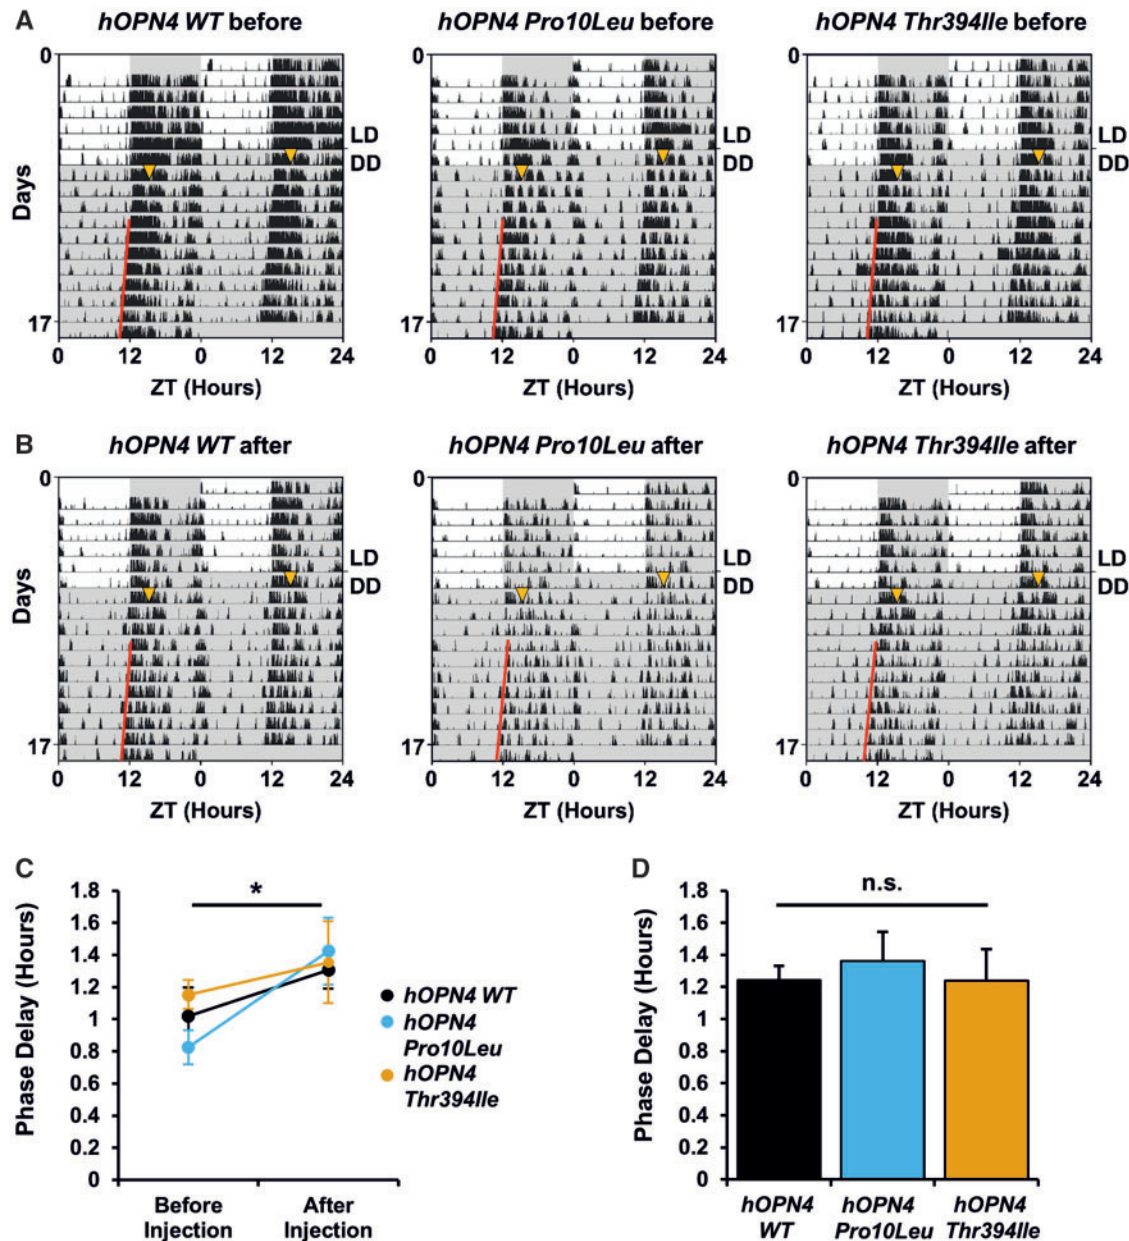 A
hOPN4 WT before
hOPN4 Pro10Leu before
hOPN4 Thr394Ile before
0
0
0
LD
DD
LD
DD
LD
DD
Days
17
17
17
0 12 0 12 24
0 12 0 12 24
0 12 0 12 24
ZT (Hours)
ZT (Hours)
ZT (Hours)
B
hOPN4 WT after
hOPN4 Pro10Leu after
hOPN4 Thr394Ile after
0
0
0
LD
DD
LD
DD
LD
DD
Days
17
17
17
0 12 0 12 24
0 12 0 12 24
0 12 0 12 24
ZT (Hours)
ZT (Hours)
ZT (Hours)
C
Phase Delay (Hours)
1.8
1.6
1.4
1.2
1
0.8
0.6
0.4
0.2
0
*
hOPN4 WT
hOPN4
Pro10Leu
hOPN4
Thr394Ile
Before
Injection
After
Injection
D
Phase Delay (Hours)
1.8
1.6
1.4
1.2
1
0.8
0.6
0.4
0.2
0
n.s.
hOPN4
WT
hOPN4
Pro10Leu
hOPN4
Thr394Ile